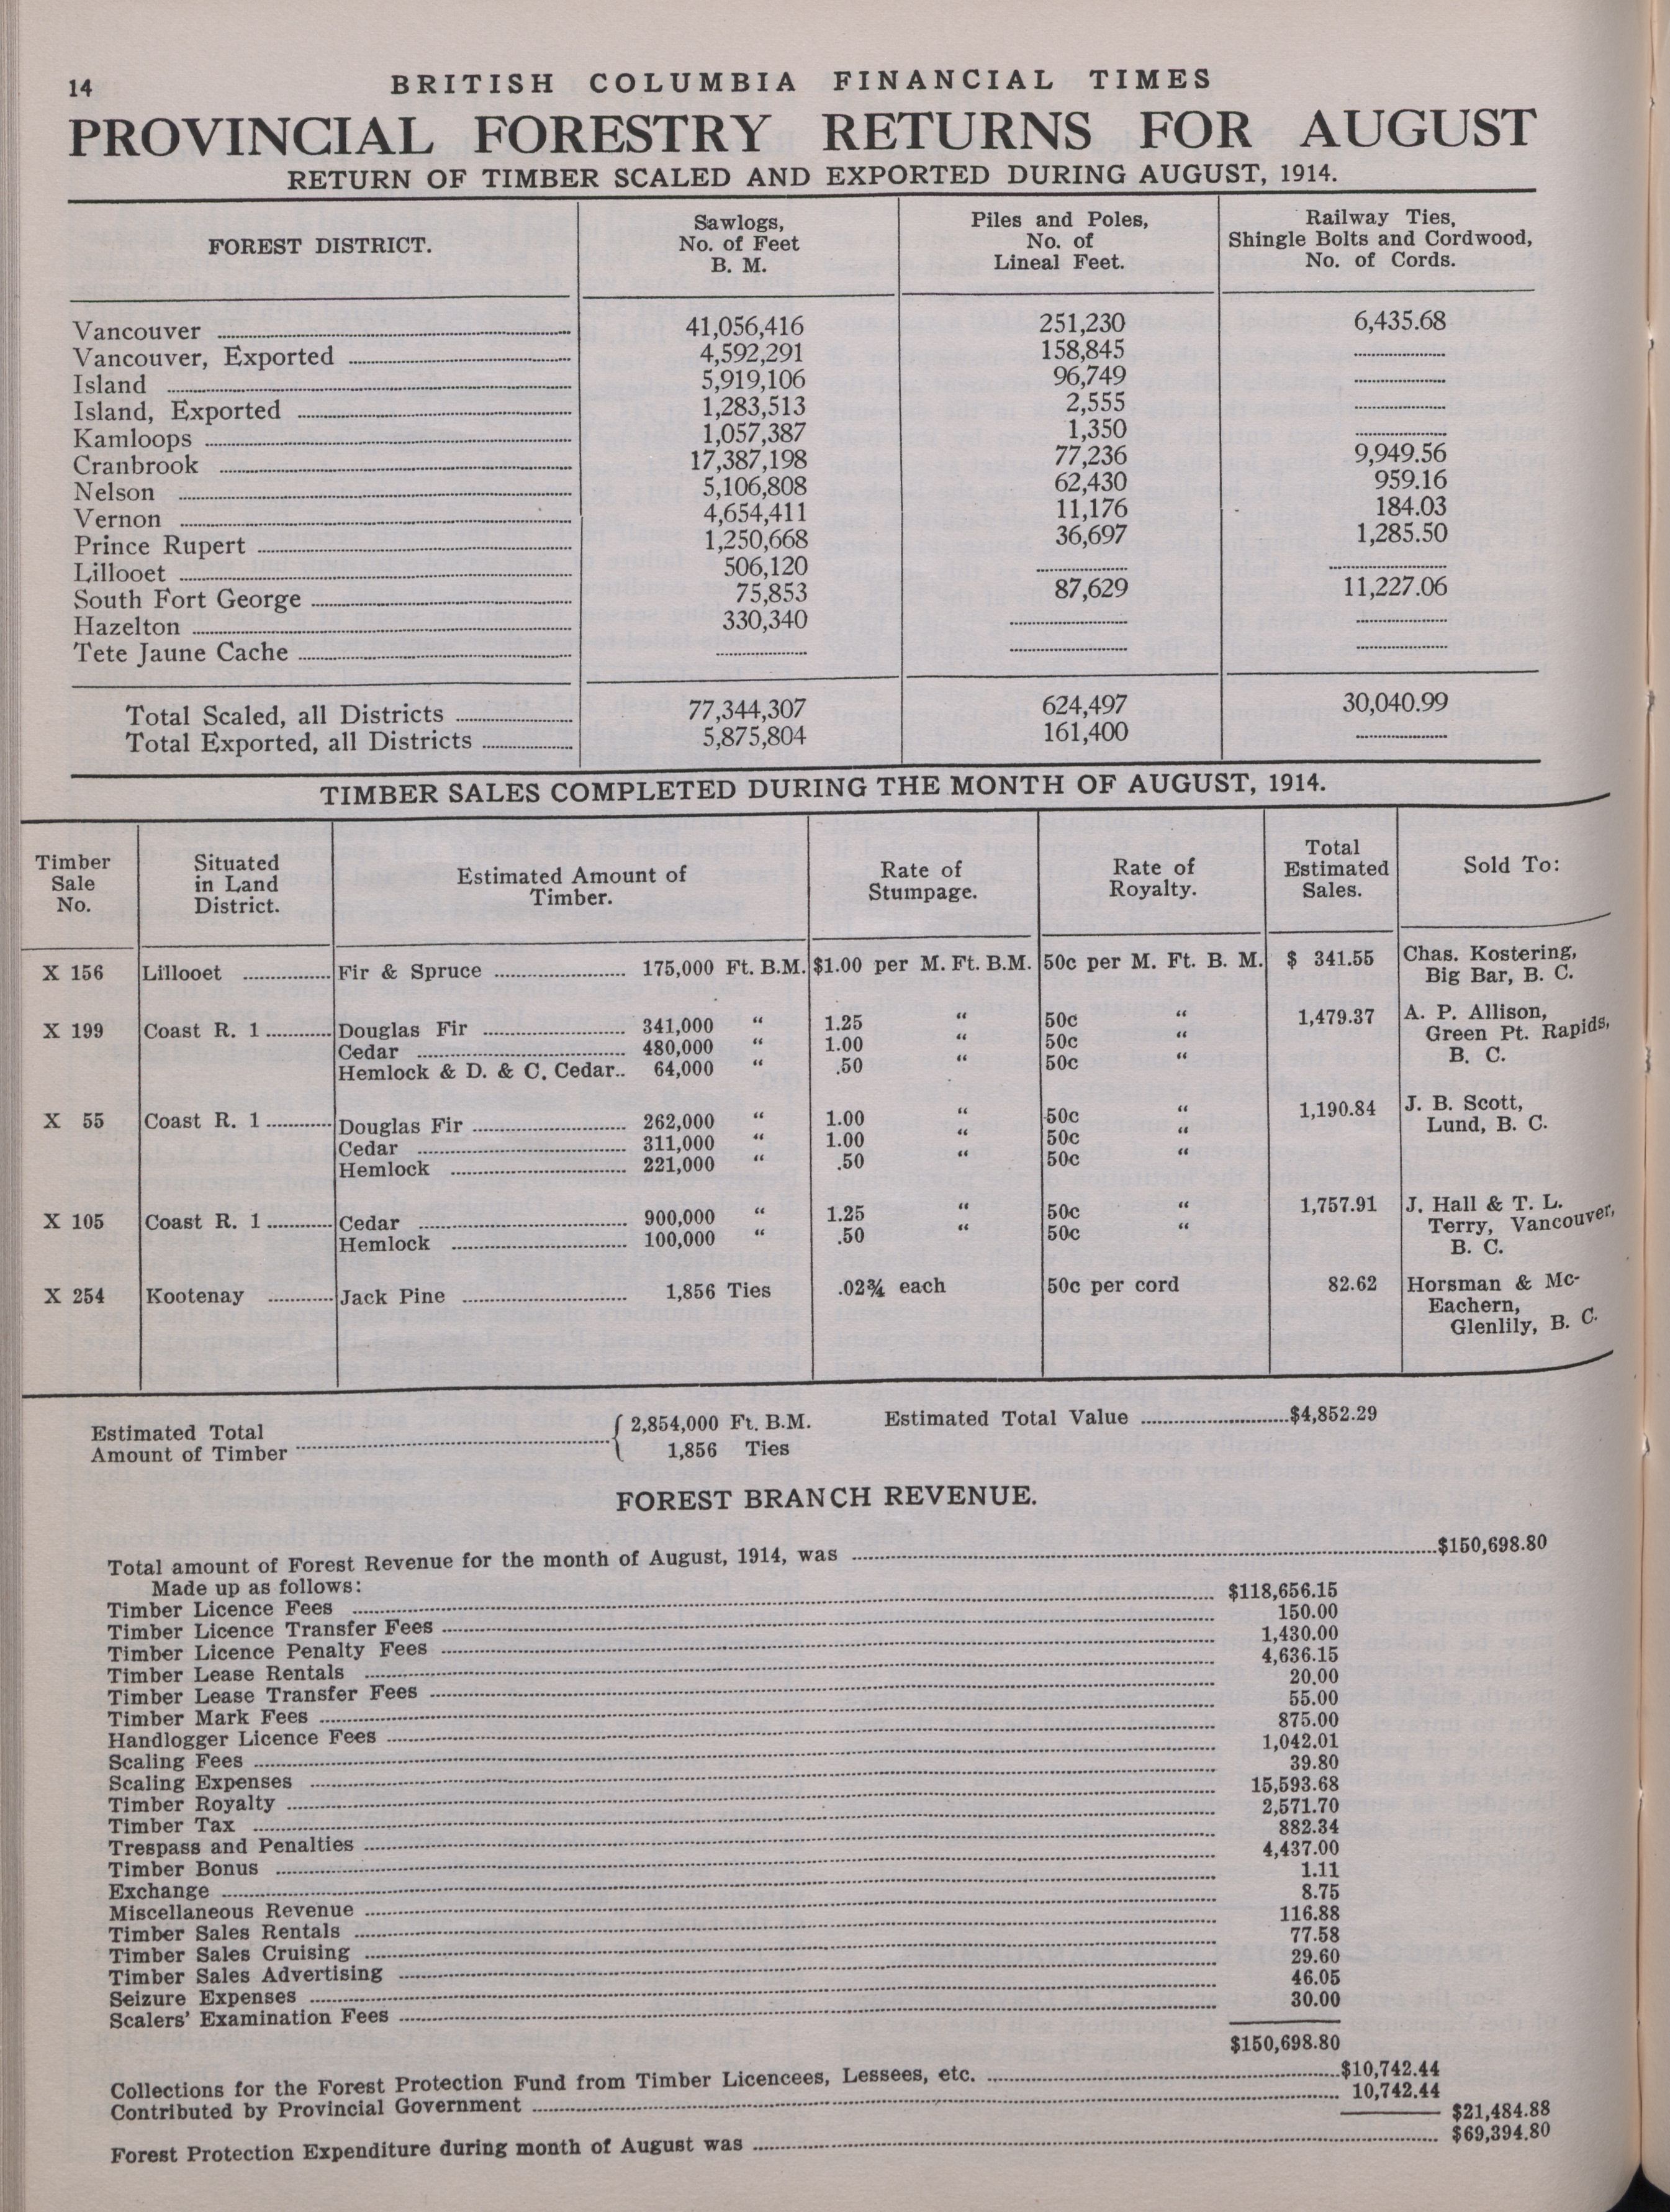 14
BRITISH COLUMBIA FINANCIAL TIMES
PROVINCIAL FORESTRY RETURNS FOR AUGUST
RETURN OF TIMBER SCALED AND EXPORTED DURING AUGUST, 1914.
FOREST DISTRICT. Sawlogs, No. of Feet B. M. Piles and Poles, No. of Lineal Feet. Railway Ties, Shingle Bolts and Cordwood, No. of Cords.
Vancouver 41,056,416 251,230 6,435.68
Vancouver, Exported 4,592,291 158,845
Island 5,919,106 96,749
Island, Exported 1,283,513 2,555
Kamloops 1,057,387 1,350
Cranbrook 17,387,198 77,236 9,949.56
Nelson 5,106,808 62,430 959.16
Vernon 4,654,411 11,176 184.03
Prince Rupert 1,250,668 36,697 1,285.50
Lillooet 506,120
South Fort George 75,853 87,629 11,227.06
Hazelton 330,340
Tete Jaune Cache
Total Scaled, all Districts 77,344,307 624,497 30,040.99
Total Exported, all Districts 5,875,804 161,400
TIMBER SALES COMPLETED DURING THE MONTH OF AUGUST, 1914.
Timber Sale No. Situated in Land District. Estimated Amount of Timber. Rate of Stumpage. Rate of Royalty. Total Estimated Sales. Sold To:
X 156 Lillooet Fir & Spruce 175,000 Ft. B.M. $1.00 per M. Ft. B.M. 50c per M. Ft. B. M. $ 341.55 Chas. Kostering,
Big Bar, B. C.
X 199 Coast R. 1 Douglas Fir 341,000 " 1.25 " 50c " 1,479.37 A. P. Allison,
Cedar 480,000 " 1.00 " 50c " Green Pt. Rapids,
Hemlock & D. & C. Cedar.. 64,000 " .50 " 50c " B. C.
X 55 Coast R. 1 Douglas Fir 262,000 " 1.00 " 50c " 1,190.84 J. B. Scott,
Cedar 311,000 " 1.00 " 50c " Lund, B. C.
Hemlock 221,000 " .50 " 50c "
X 105 Coast R. 1 Cedar 900,000 " 1.25 " 50c " 1,757.91 J. Hall & T. L.
Hemlock 100,000 " .50 " 50c " Terry, Vancouver,
B. C.
X 254 Kootenay Jack Pine 1,856 Ties .02¾ each 50c per cord 82.62 Horsman & Mc-
Eachern,
Glenlily, B. C.
Estimated Total { 2,854,000 Ft. B.M. Estimated Total Value $4,852.29
Amount of Timber 1,856 Ties
FOREST BRANCH REVENUE.
Total amount of Forest Revenue for the month of August, 1914, was $150,698.80
Made up as follows:
Timber Licence Fees $118,656.15
Timber Licence Transfer Fees 150.00
Timber Licence Penalty Fees 1,430.00
Timber Lease Rentals 4,636.15
Timber Lease Transfer Fees 20.00
Timber Mark Fees 55.00
Handlogger Licence Fees 875.00
Scaling Fees 1,042.01
Scaling Expenses 39.80
Timber Royalty 15,593.68
Timber Tax 2,571.70
Trespass and Penalties 882.34
Timber Bonus 4,437.00
Exchange 1.11
Miscellaneous Revenue 8.75
Timber Sales Rentals 116.88
Timber Sales Cruising 77.58
Timber Sales Advertising 29.60
Seizure Expenses 46.05
Scalers' Examination Fees 30.00
$150,698.80
Collections for the Forest Protection Fund from Timber Licencees, Lessees, etc. $10,742.44
Contributed by Provincial Government 10,742.44
$21,484.88
Forest Protection Expenditure during month of August was $69,394.80